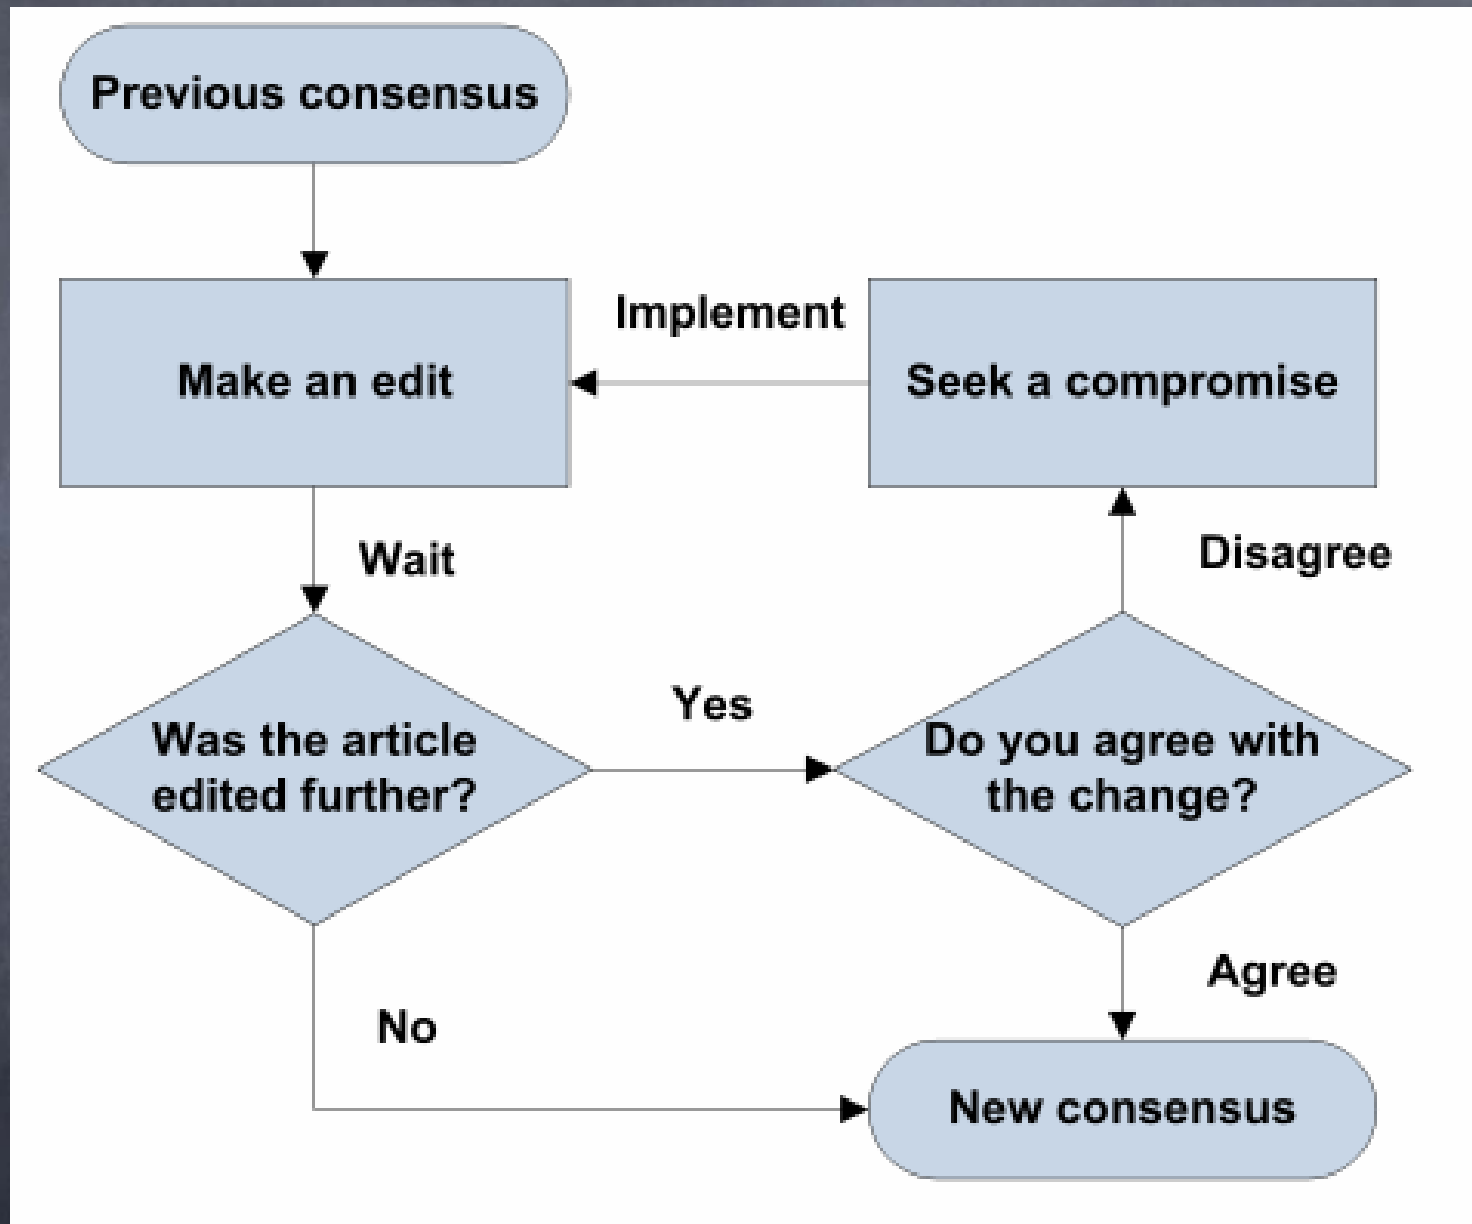 Previous consensus
Implement
Make an edit
Seek a compromise
Wait
Disagree
Yes
Was the article
edited further?
Do you agree with
the change?
Agree
No
New consensus